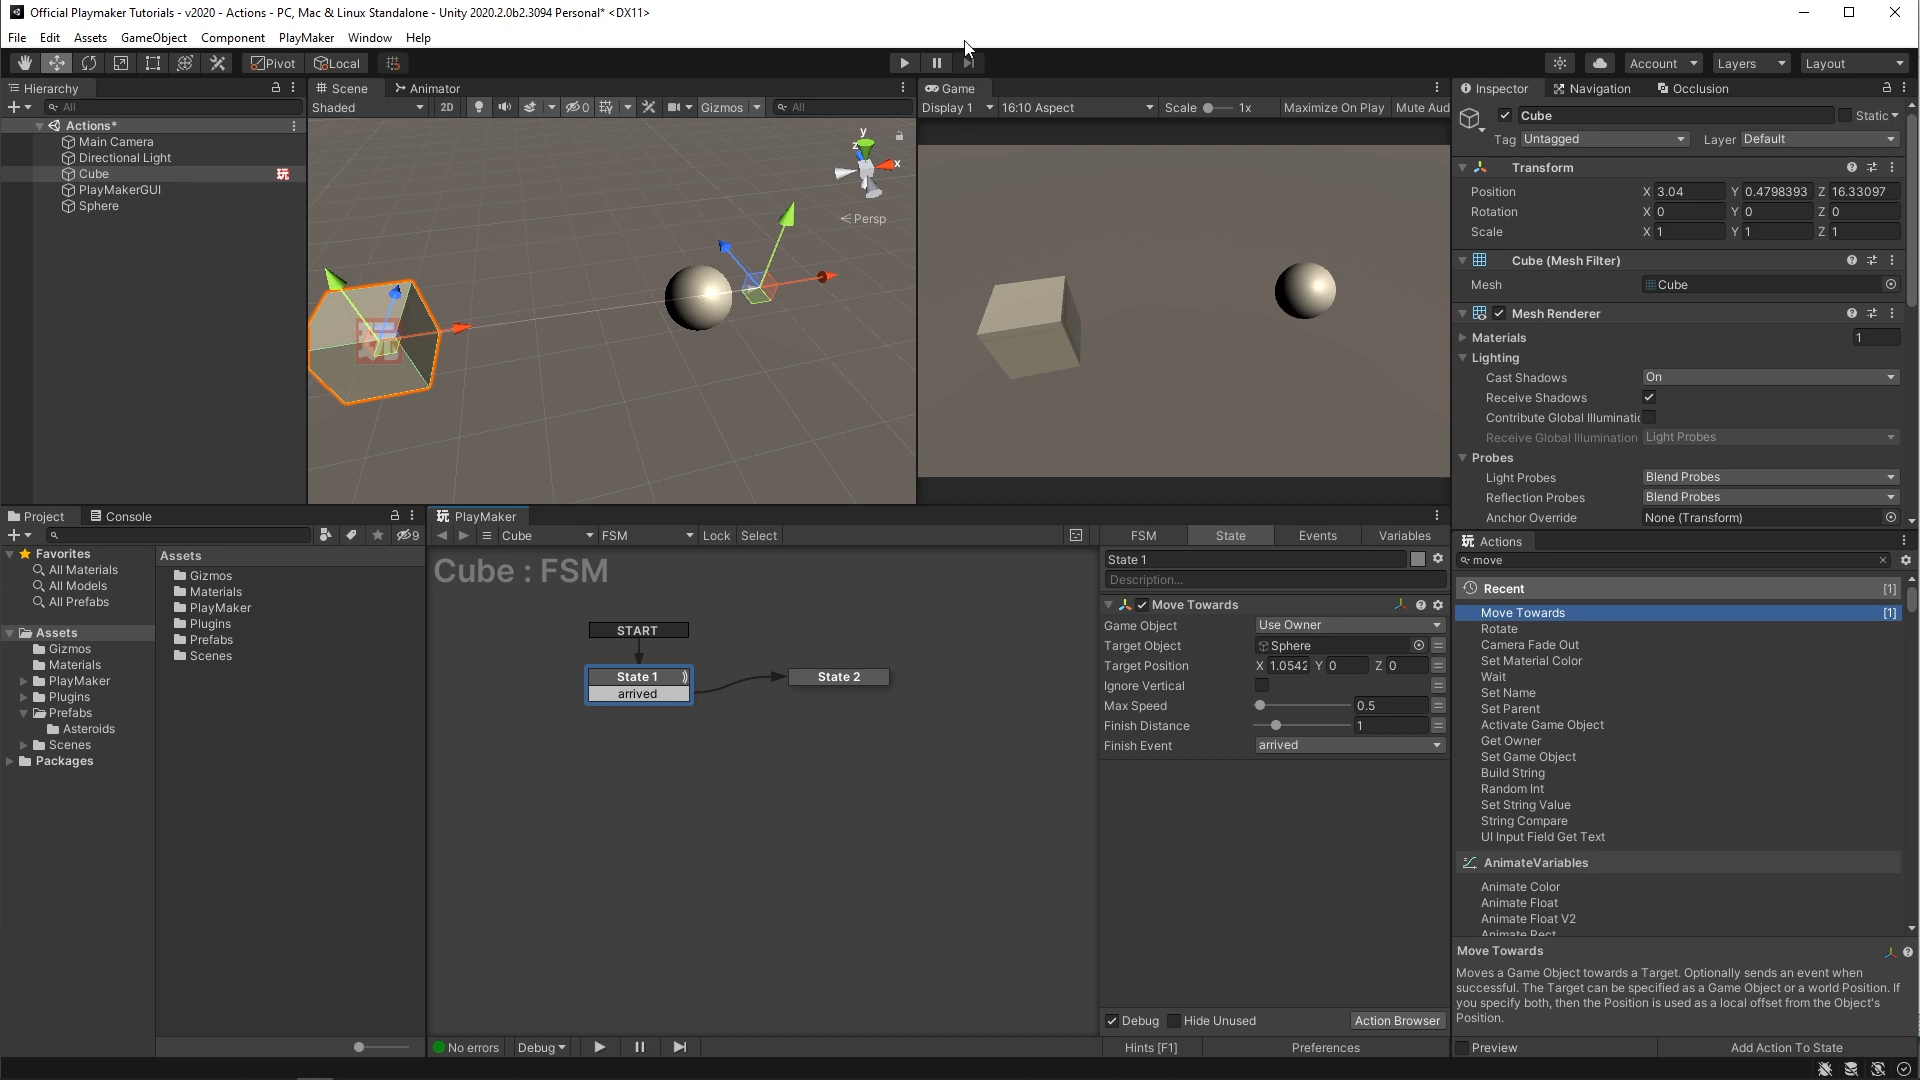 Official Playmaker Tutorials - v2020 - Actions - PC, Mac & Linux Standalone - Unity 2020.2.0b2.3094 Personal* <DX11>
File Edit Assets GameObject Component PlayMaker Window Help
Pivot Local Account Layers Layout
Hierarchy
All
Actions*
Main Camera
Directional Light
Cube 玩
PlayMakerGUI
Sphere
Scene Animator
Shaded 2D 0 Gizmos All
y
z
x
Persp
Game
Display 1 16:10 Aspect Scale 1x Maximize On Play Mute Aud
Inspector Navigation Occlusion
Cube Static
Tag Untagged Layer Default
Transform
Position X 3.04 Y 0.4798393 Z 16.33097
Rotation X 0 Y 0 Z 0
Scale X 1 Y 1 Z 1
Cube (Mesh Filter)
Mesh Cube
Mesh Renderer
Materials 1
Lighting
Cast Shadows On
Receive Shadows
Contribute Global Illuminatic
Receive Global Illumination Light Probes
Probes
Light Probes Blend Probes
Reflection Probes Blend Probes
Anchor Override None (Transform)
Project Console
9
Favorites
All Materials
All Models
All Prefabs
Assets
Gizmos
Materials
PlayMaker
Plugins
Prefabs
Asteroids
Scenes
Packages
Assets
Gizmos
Materials
PlayMaker
Plugins
Prefabs
Scenes
玩 PlayMaker
Cube FSM Lock Select
Cube : FSM
START
State 1
arrived
State 2
No errors Debug
FSM State Events Variables
State 1
Description...
Move Towards
Game Object Use Owner
Target Object Sphere
Target Position X 1.0542 Y 0 Z 0
Ignore Vertical
Max Speed 0.5
Finish Distance 1
Finish Event arrived
Debug Hide Unused Action Browser
Hints [F1] Preferences
玩 Actions
move
Recent [1]
Move Towards [1]
Rotate
Camera Fade Out
Set Material Color
Wait
Set Name
Set Parent
Activate Game Object
Get Owner
Set Game Object
Build String
Random Int
Set String Value
String Compare
UI Input Field Get Text
AnimateVariables
Animate Color
Animate Float
Animate Float V2
Animate Rect
Move Towards
Moves a Game Object towards a Target. Optionally sends an event when
successful. The Target can be specified as a Game Object or a world Position. If
you specify both, then the Position is used as a local offset from the Object's
Position.
Preview Add Action To State